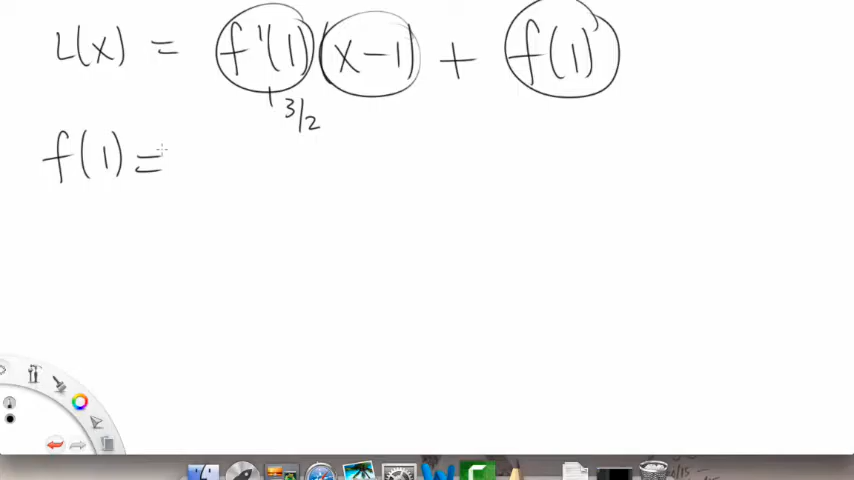 L(x) = f'(1)(x-1) + f(1)
3/2
f(1) =